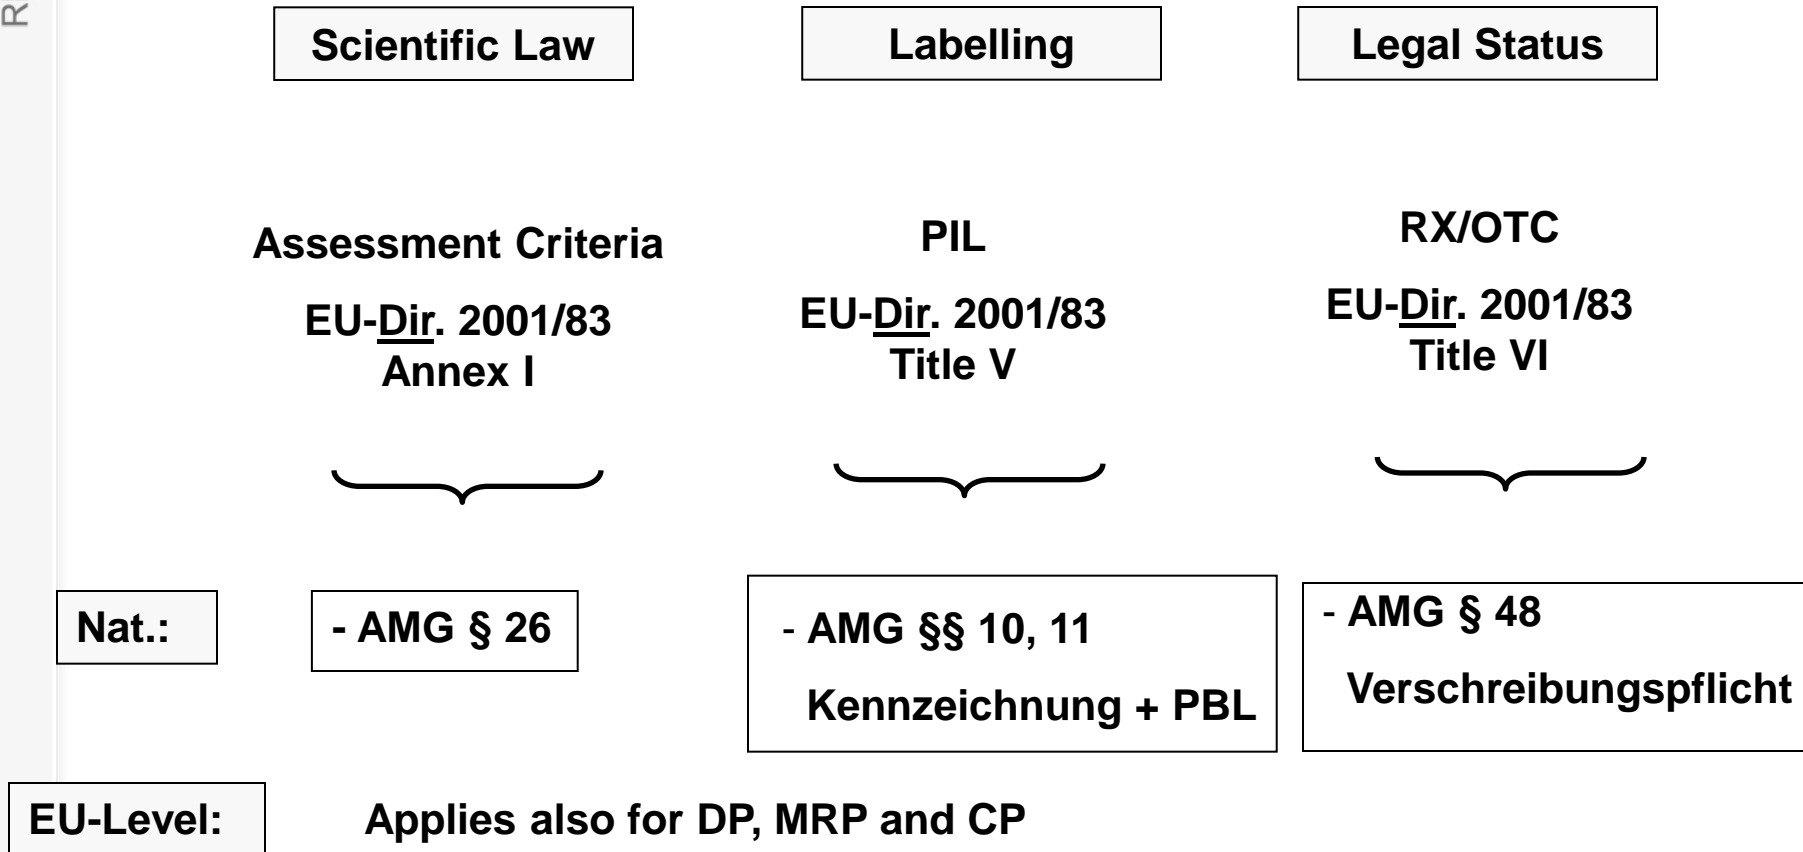 R
Scientific Law
Labelling
Legal Status
Assessment Criteria
EU-Dir. 2001/83
Annex I
PIL
EU-Dir. 2001/83
Title V
RX/OTC
EU-Dir. 2001/83
Title VI
Nat.:
- AMG § 26
- AMG §§ 10, 11
Kennzeichnung + PBL
- AMG § 48
Verschreibungspflicht
EU-Level:
Applies also for DP, MRP and CP